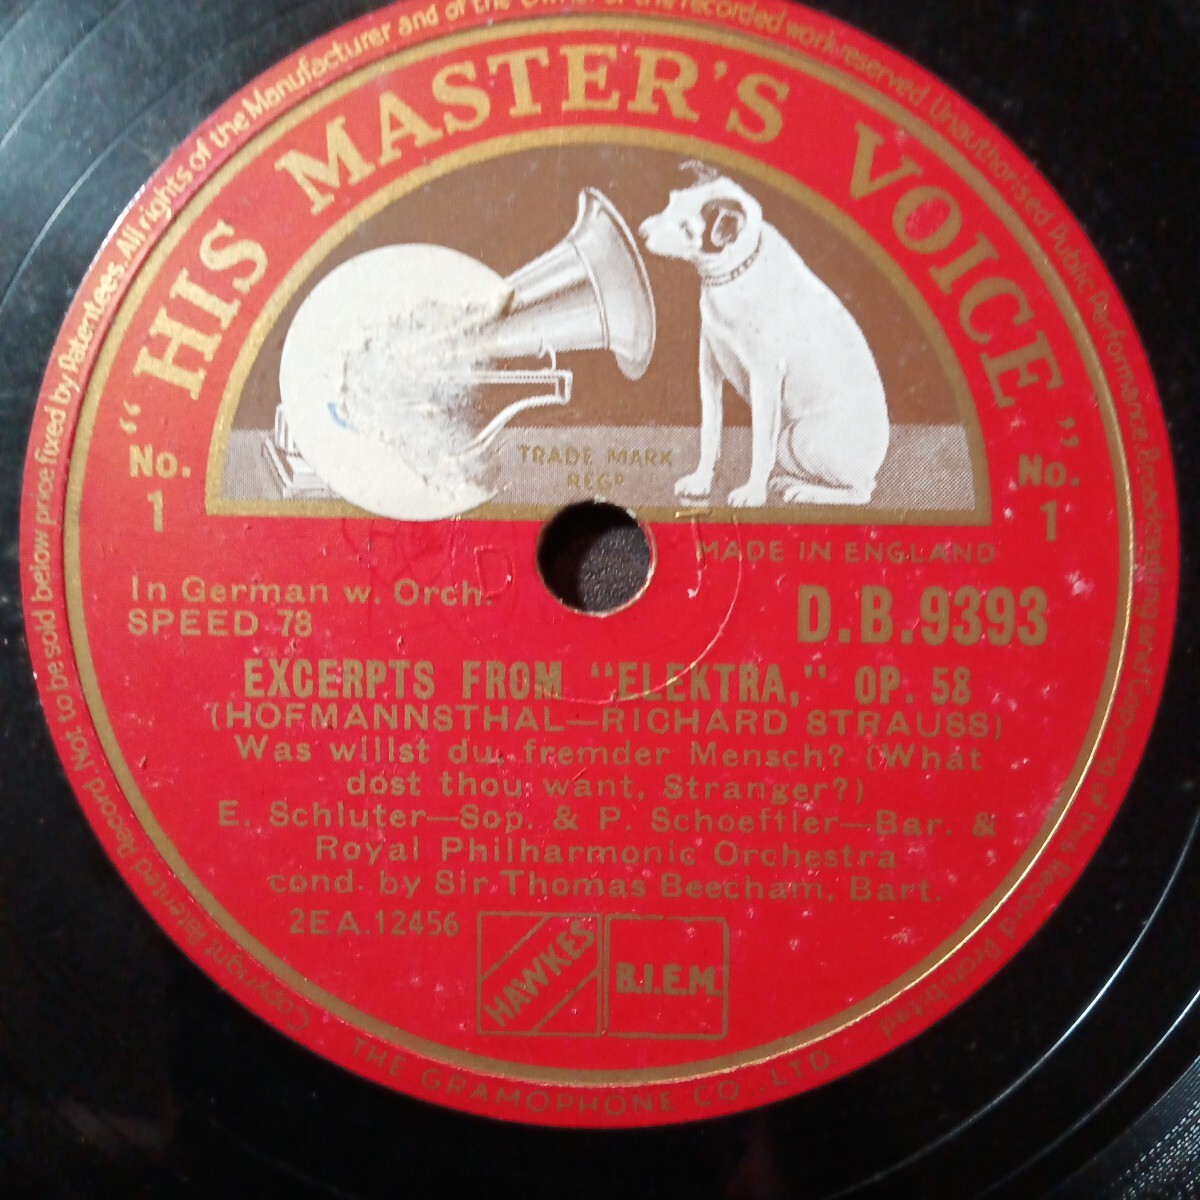 Copyright Patented Record Not to be sold below price fixed by Patentees. All rights of the Manufacturer and of the Owner of the recorded work reserved Unauthorised Public Performance Broadcasting and Copying of this Record Prohibited
"HIS MASTER'S VOICE"
No. 1
No. 1
TRADE MARK
REGD
MADE IN ENGLAND
In German w. Orch.
SPEED 78
D.B.9393
EXCERPTS FROM "ELEKTRA," OP. 58
(HOFMANNSTHAL—RICHARD STRAUSS)
Was willst du, fremder Mensch? (What
dost thou want, Stranger?)
E. Schluter—Sop. & P. Schoeffler—Bar. &
Royal Philharmonic Orchestra
cond. by Sir Thomas Beecham, Bart.
2EA.12456
HAWKES
B.I.E.M.
THE GRAMOPHONE CO., LTD.